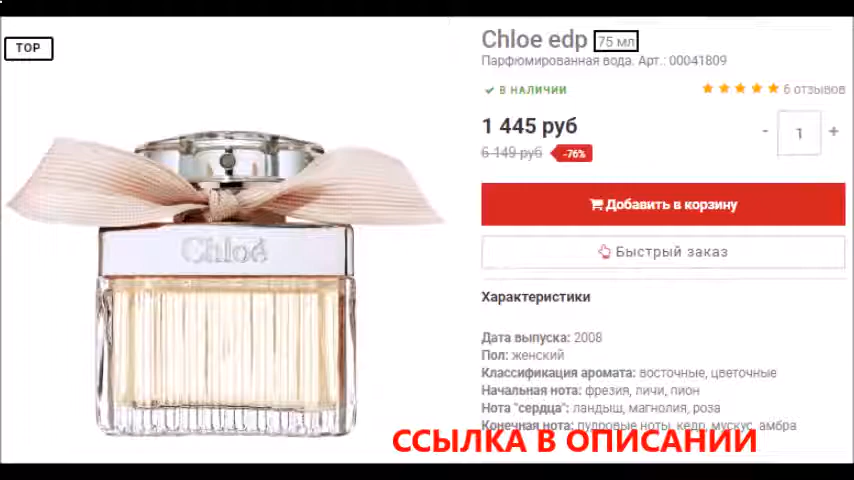 TOP
Chloé
Chloe edp 75 мл
Парфюмированная вода. Арт.: 00041809
В НАЛИЧИИ
6 отзывов
1 445 руб
- 1 +
6 149 руб -76%
Добавить в корзину
Быстрый заказ
Характеристики
Дата выпуска: 2008
Пол: женский
Классификация аромата: восточные, цветочные
Начальная нота: фрезия, личи, пион
Нота "сердца": ландыш, магнолия, роза
Конечная нота: пудровые ноты, кедр, мускус, амбра
ССЫЛКА В ОПИСАНИИ